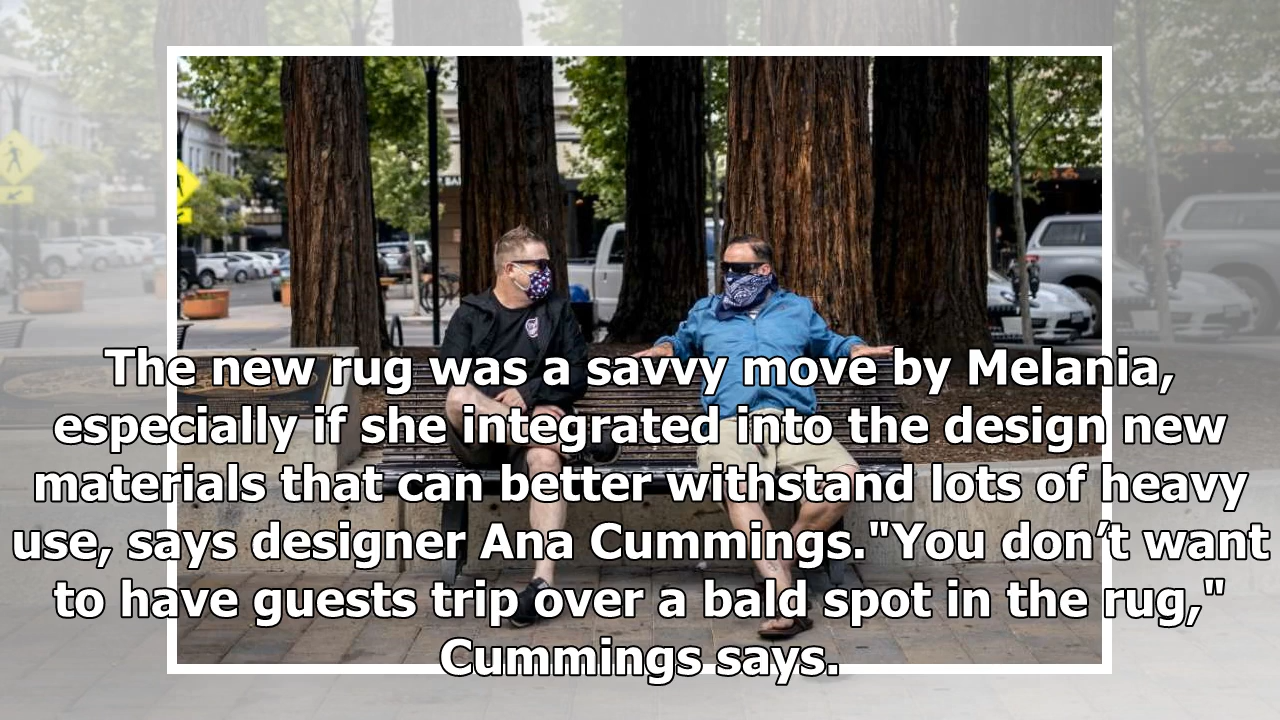 The new rug was a savvy move by Melania,
especially if she integrated into the design new
materials that can better withstand lots of heavy
use, says designer Ana Cummings."You don’t want
to have guests trip over a bald spot in the rug,"
Cummings says.